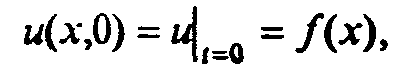 u(x,0) = u|ₜ₌₀ = f(x),